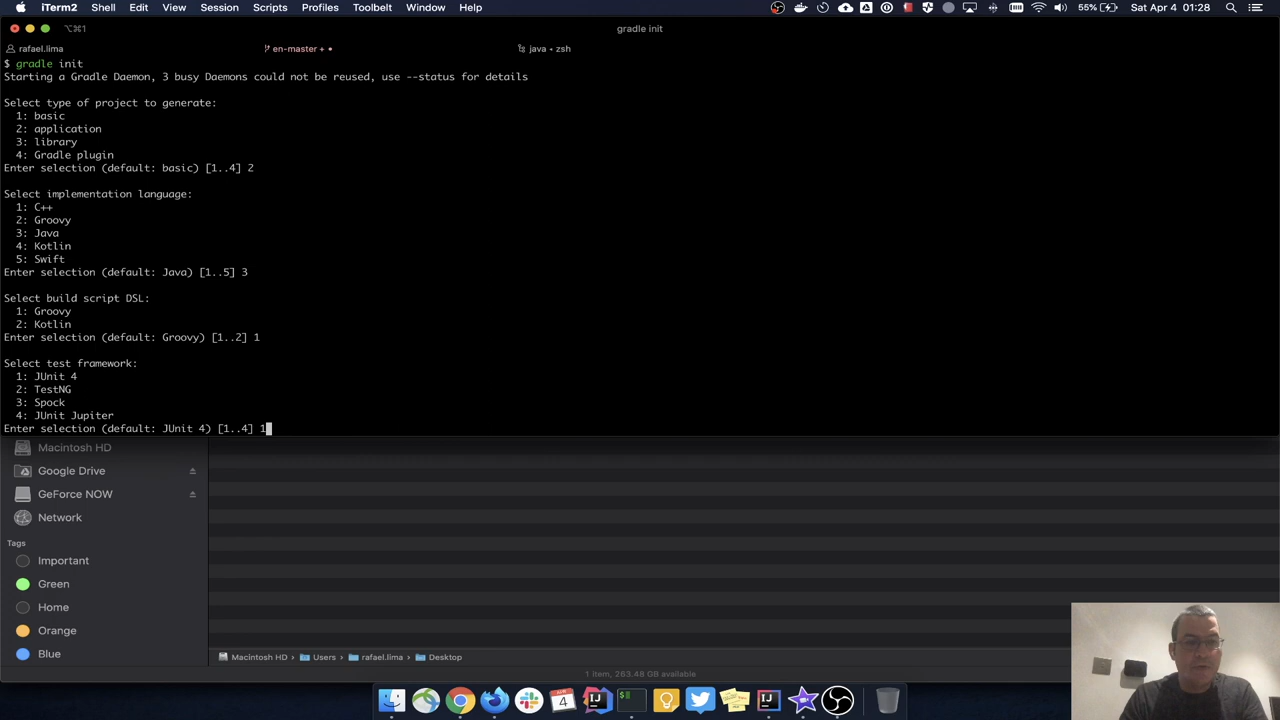 iTerm2 Shell Edit View Session Scripts Profiles Toolbelt Window Help 55% Sat Apr 4 01:28
⌥⌘1 gradle init
rafael.lima en-master + • java • zsh
$ gradle init
Starting a Gradle Daemon, 3 busy Daemons could not be reused, use --status for details
Select type of project to generate:
1: basic
2: application
3: library
4: Gradle plugin
Enter selection (default: basic) [1..4] 2
Select implementation language:
1: C++
2: Groovy
3: Java
4: Kotlin
5: Swift
Enter selection (default: Java) [1..5] 3
Select build script DSL:
1: Groovy
2: Kotlin
Enter selection (default: Groovy) [1..2] 1
Select test framework:
1: JUnit 4
2: TestNG
3: Spock
4: JUnit Jupiter
Enter selection (default: JUnit 4) [1..4] 1
Macintosh HD
Google Drive
GeForce NOW
Network
Tags
Important
Green
Home
Orange
Blue
Macintosh HD › Users › rafael.lima › Desktop
1 item, 263.48 GB available